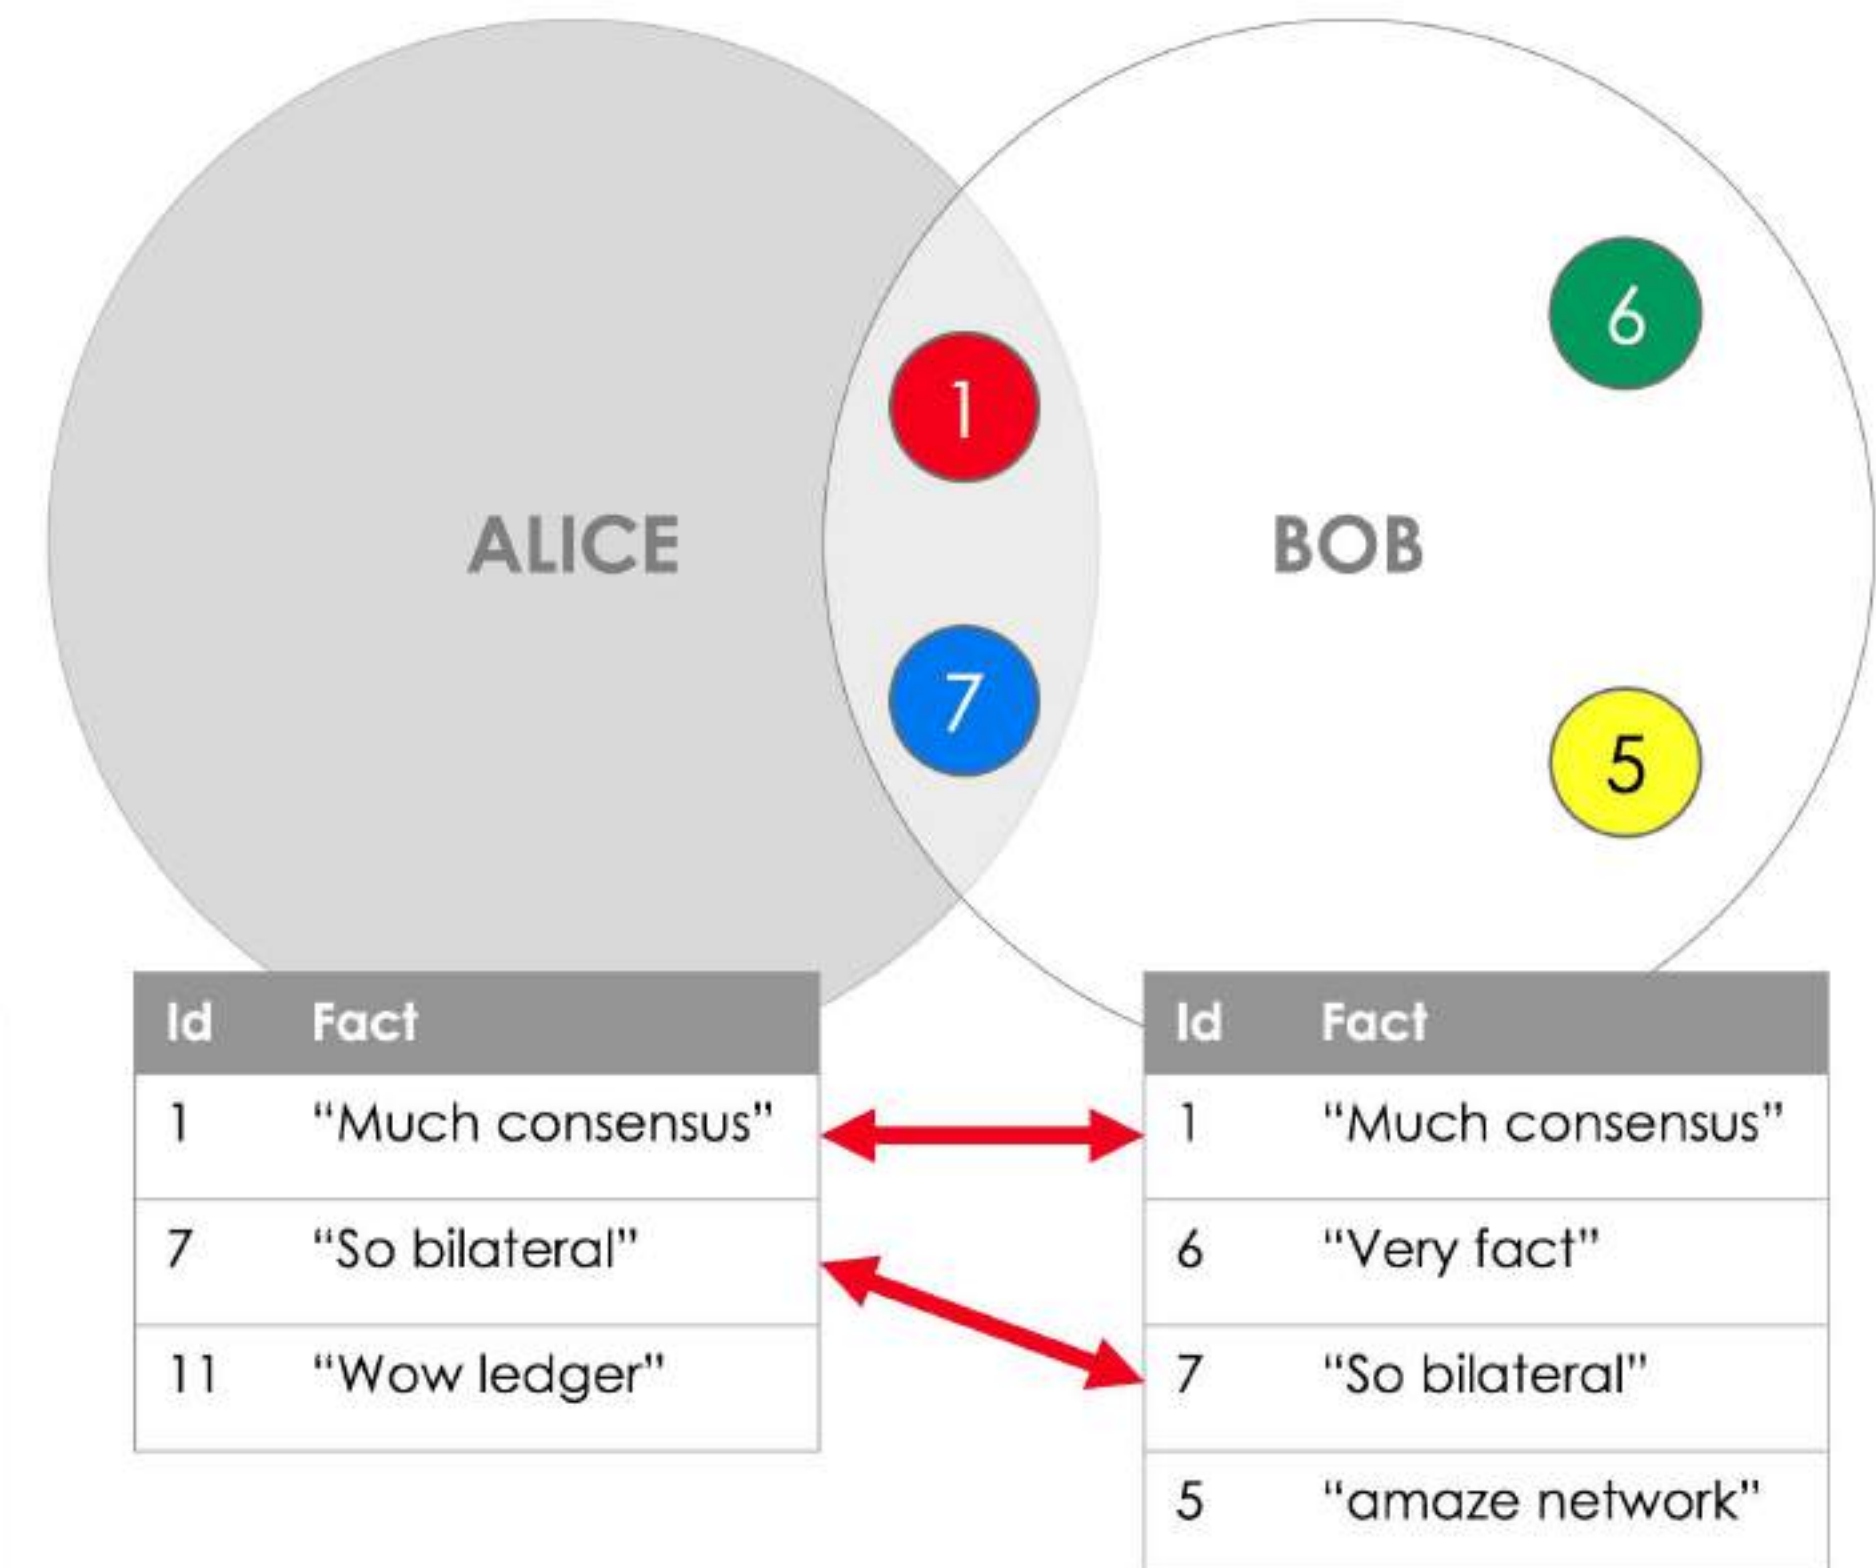 1
6
ALICE
BOB
7
5
Id Fact
1 “Much consensus”
7 “So bilateral”
11 “Wow ledger”
Id Fact
1 “Much consensus”
6 “Very fact”
7 “So bilateral”
5 “amaze network”